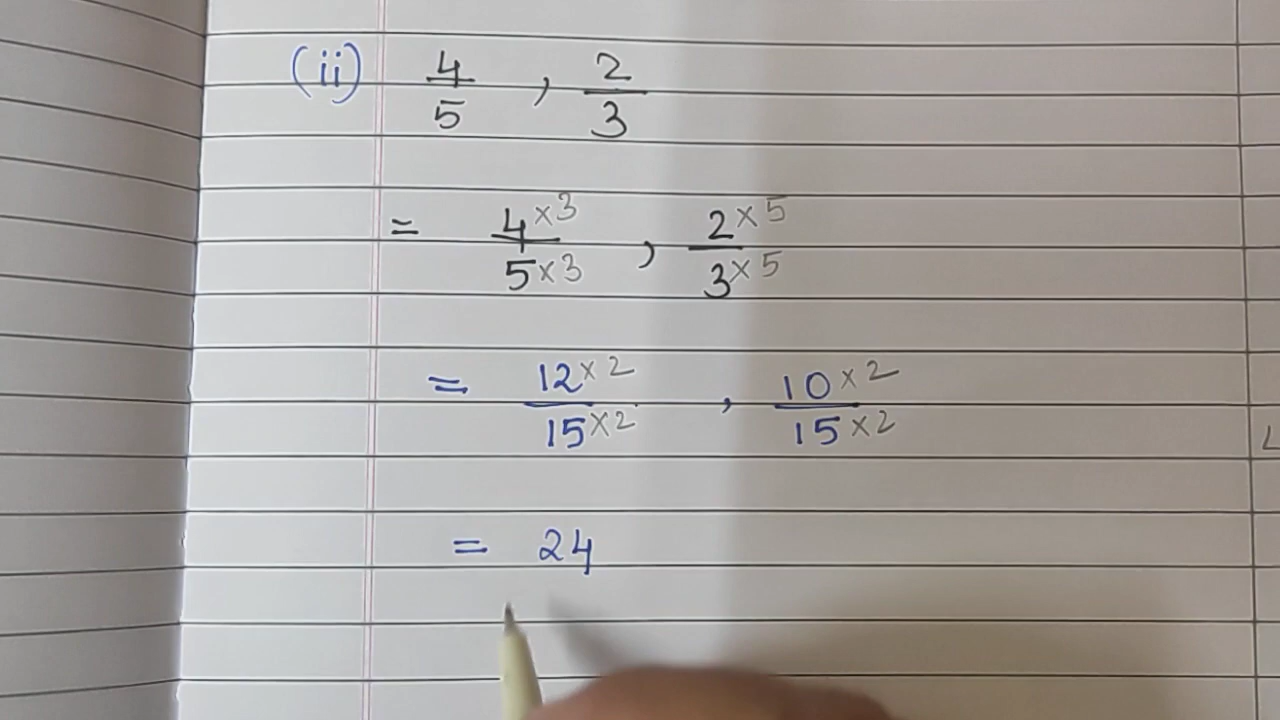 (ii) 4/5 , 2/3
= 4×3/5×3 , 2×5/3×5
= 12×2/15×2 , 10×2/15×2
= 24